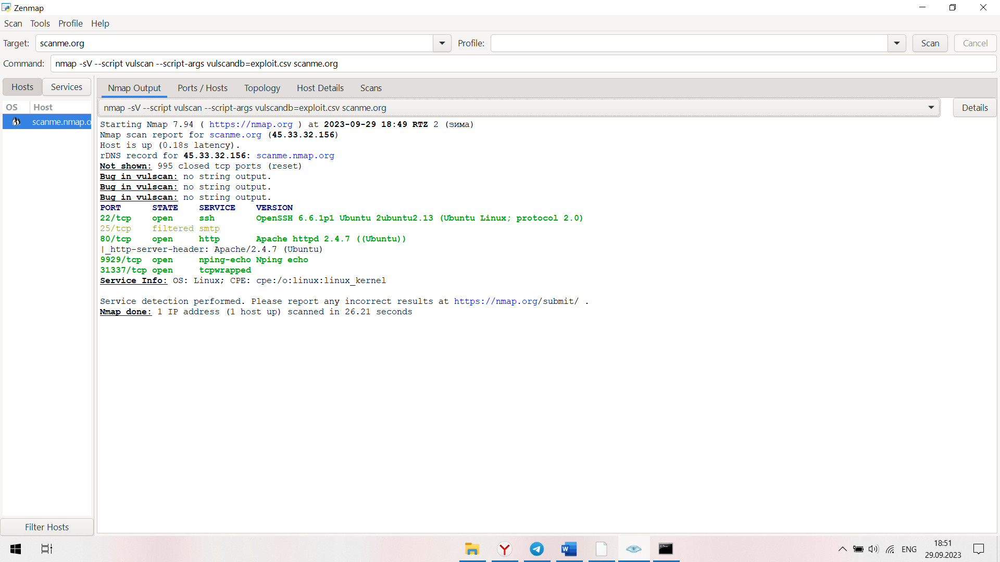 Zenmap
Scan Tools Profile Help
Target: scanme.org Profile: Scan Cancel
Command: nmap -sV --script vulscan --script-args vulscandb=exploit.csv scanme.org
Hosts Services
Nmap Output Ports / Hosts Topology Host Details Scans
OS Host
nmap -sV --script vulscan --script-args vulscandb=exploit.csv scanme.org Details
scanme.nmap.o
Starting Nmap 7.94 ( https://nmap.org ) at 2023-09-29 18:49 RTZ 2 (зима)
Nmap scan report for scanme.org (45.33.32.156)
Host is up (0.18s latency).
rDNS record for 45.33.32.156: scanme.nmap.org
Not shown: 995 closed tcp ports (reset)
Bug in vulscan: no string output.
Bug in vulscan: no string output.
Bug in vulscan: no string output.
PORT STATE SERVICE VERSION
22/tcp open ssh OpenSSH 6.6.1p1 Ubuntu 2ubuntu2.13 (Ubuntu Linux; protocol 2.0)
25/tcp filtered smtp
80/tcp open http Apache httpd 2.4.7 ((Ubuntu))
|_http-server-header: Apache/2.4.7 (Ubuntu)
9929/tcp open nping-echo Nping echo
31337/tcp open tcpwrapped
Service Info: OS: Linux; CPE: cpe:/o:linux:linux_kernel
Service detection performed. Please report any incorrect results at https://nmap.org/submit/ .
Nmap done: 1 IP address (1 host up) scanned in 26.21 seconds
Filter Hosts
ENG
18:51
29.09.2023